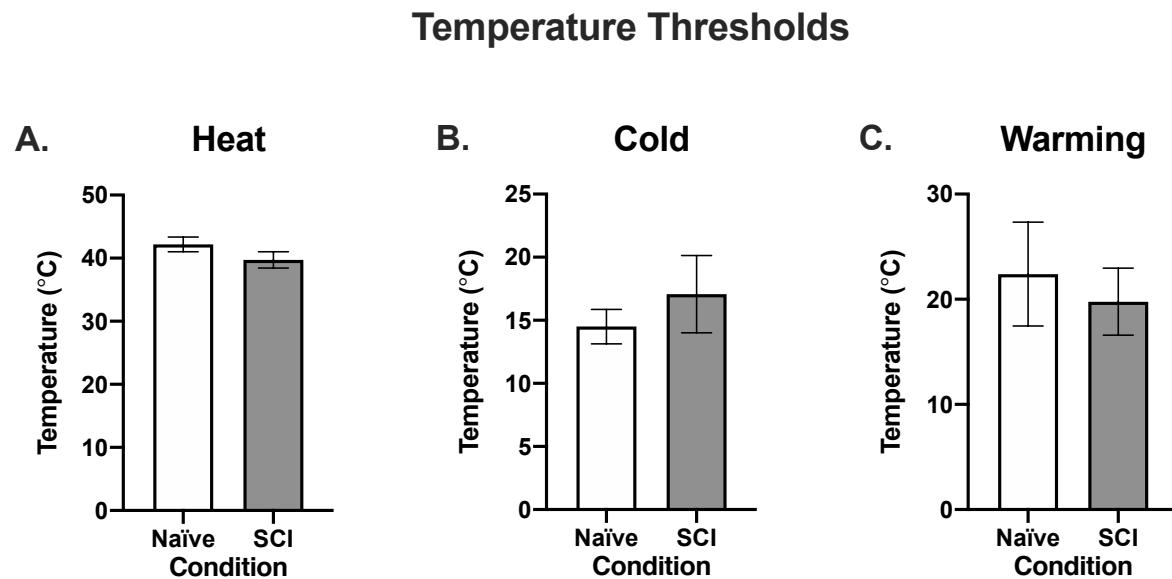 Temperature Thresholds
A. Heat
50
40
30
20
10
0
Temperature (°C)
Naïve SCI
Condition
B. Cold
25
20
15
10
5
0
Temperature (°C)
Naïve SCI
Condition
C. Warming
30
20
10
0
Temperature (°C)
Naïve SCI
Condition